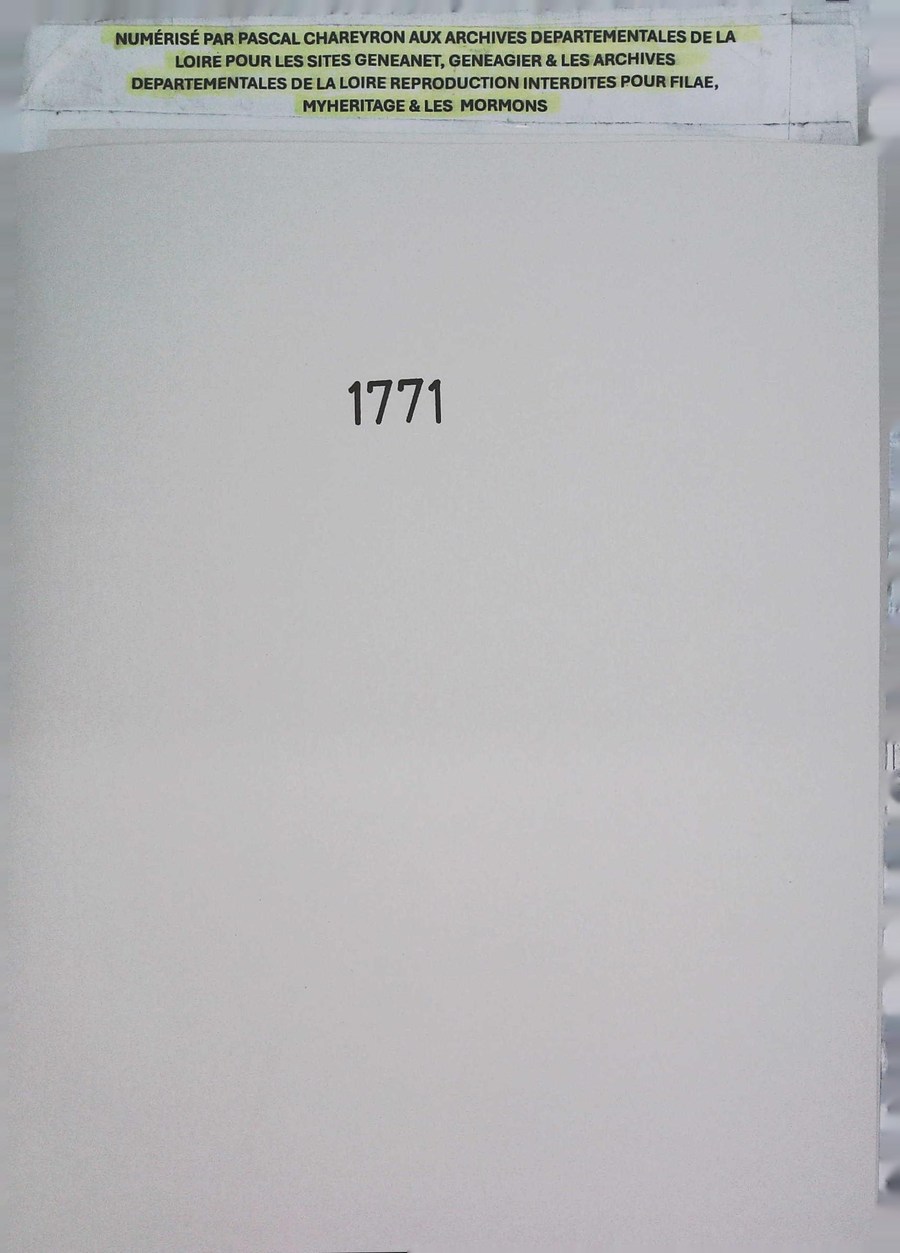 NUMÉRISÉ PAR PASCAL CHAREYRON AUX ARCHIVES DEPARTEMENTALES DE LA
LOIRE POUR LES SITES GENEANET, GENEAGIER & LES ARCHIVES
DEPARTEMENTALES DE LA LOIRE REPRODUCTION INTERDITES POUR FILAE,
MYHERITAGE & LES MORMONS
1771